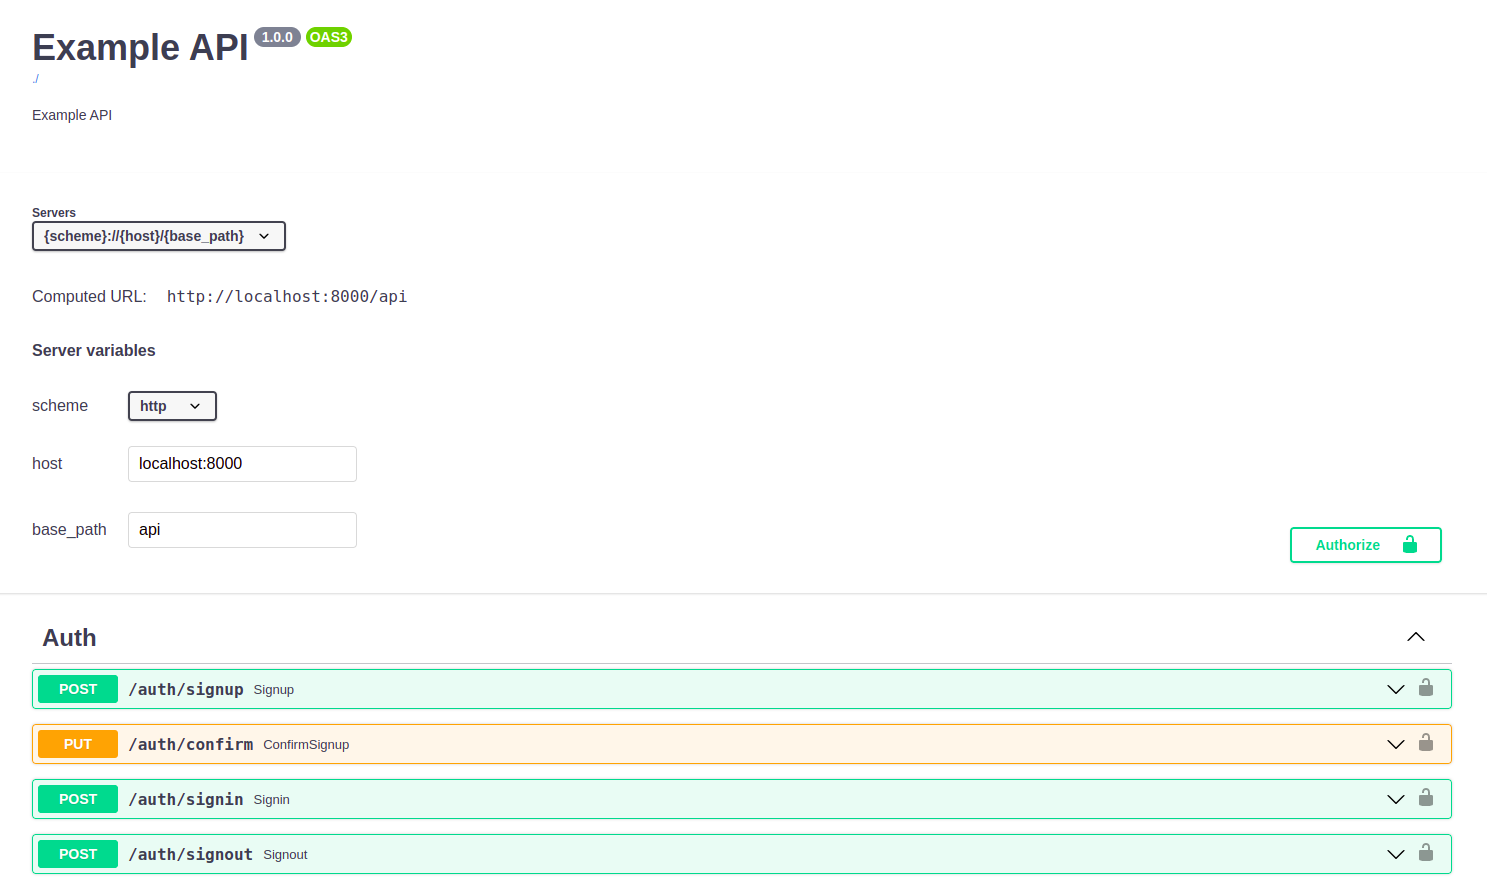 Example API 1.0.0 OAS3
./
Example API
Servers
{scheme}://{host}/{base_path}
Computed URL: http://localhost:8000/api
Server variables
scheme http
host localhost:8000
base_path api
Authorize
Auth
POST /auth/signup Signup
PUT /auth/confirm ConfirmSignup
POST /auth/signin Signin
POST /auth/signout Signout